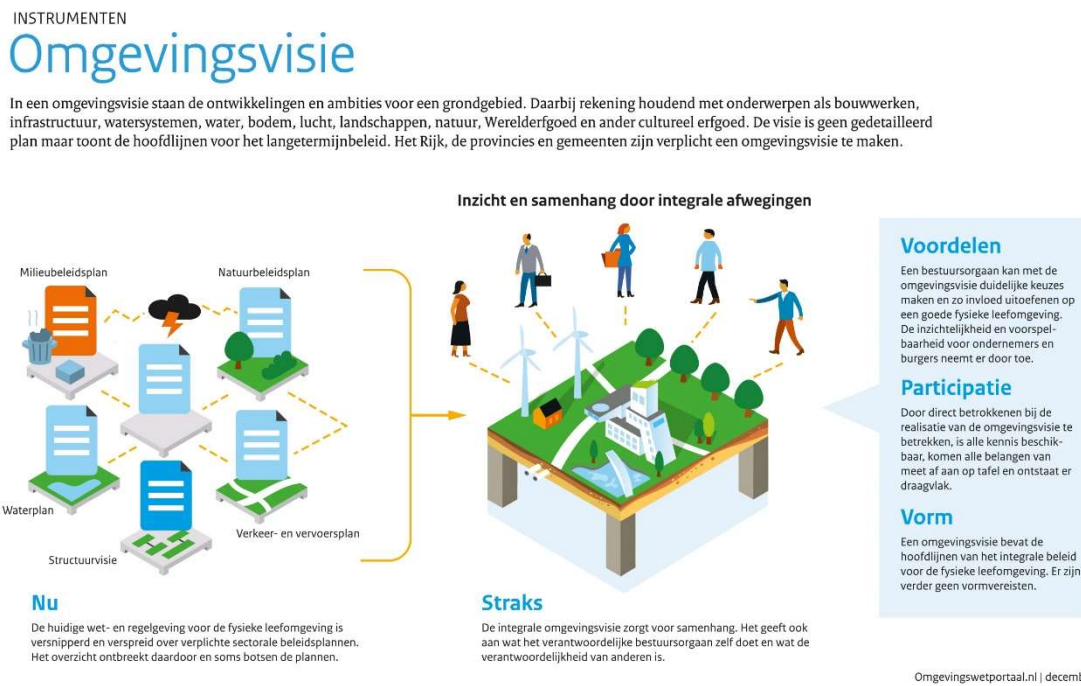 INSTRUMENTEN
Omgevingsvisie
In een omgevingsvisie staan de ontwikkelingen en ambities voor een grondgebied. Daarbij rekening houdend met onderwerpen als bouwwerken,
infrastructuur, watersystemen, water, bodem, lucht, landschappen, natuur, Werelderfgoed en ander cultureel erfgoed. De visie is geen gedetailleerd
plan maar toont de hoofdlijnen voor het langetermijnbeleid. Het Rijk, de provincies en gemeenten zijn verplicht een omgevingsvisie te maken.
Milieubeleidsplan
Natuurbeleidsplan
Waterplan
Verkeer- en vervoersplan
Structuurvisie
Nu
De huidige wet- en regelgeving voor de fysieke leefomgeving is
versnipperd en verspreid over verplichte sectorale beleidsplannen.
Het overzicht ontbreekt daardoor en soms botsen de plannen.
Inzicht en samenhang door integrale afwegingen
Straks
De integrale omgevingsvisie zorgt voor samenhang. Het geeft ook
aan wat het verantwoordelijke bestuursorgaan zelf doet en wat de
verantwoordelijkheid van anderen is.
Voordelen
Een bestuursorgaan kan met de
omgevingsvisie duidelijke keuzes
maken en zo invloed uitoefenen op
een goede fysieke leefomgeving.
De inzichtelijkheid en voorspel-
baarheid voor ondernemers en
burgers neemt er door toe.
Participatie
Door direct betrokkenen bij de
realisatie van de omgevingsvisie te
betrekken, is alle kennis beschik-
baar, komen alle belangen van
meet af aan op tafel en ontstaat er
draagvlak.
Vorm
Een omgevingsvisie bevat de
hoofdlijnen van het integrale beleid
voor de fysieke leefomgeving. Er zijn
verder geen vormvereisten.
Omgevingswetportaal.nl | decemb